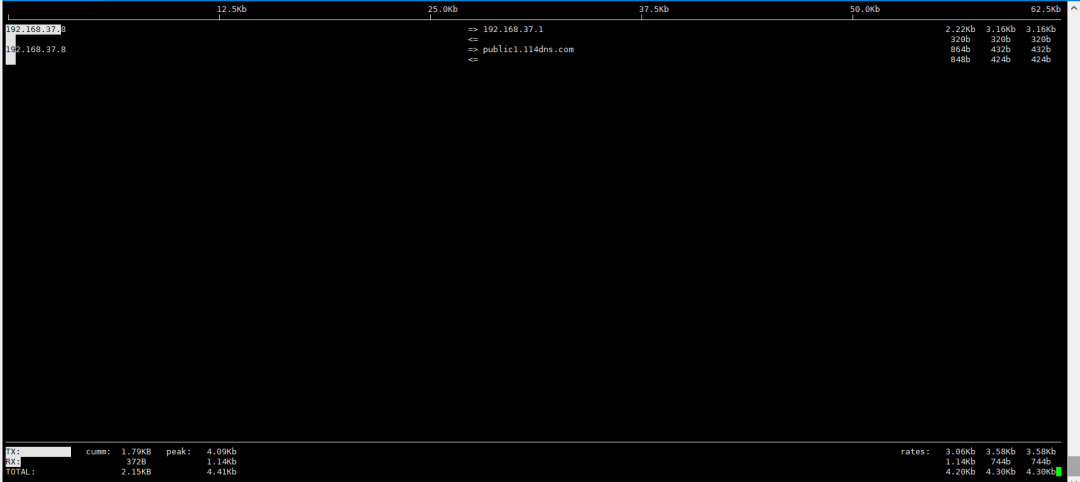 12.5Kb 25.0Kb 37.5Kb 50.0Kb 62.5Kb
192.168.37.8 => 192.168.37.1 2.22Kb 3.16Kb 3.16Kb
<= 320b 320b 320b
192.168.37.8 => public1.114dns.com 864b 432b 432b
<= 848b 424b 424b
TX: cumm: 1.79KB peak: 4.09Kb rates: 3.06Kb 3.58Kb 3.58Kb
RX: 372B 1.14Kb 1.14Kb 744b 744b
TOTAL: 2.15KB 4.41Kb 4.20Kb 4.30Kb 4.30Kb